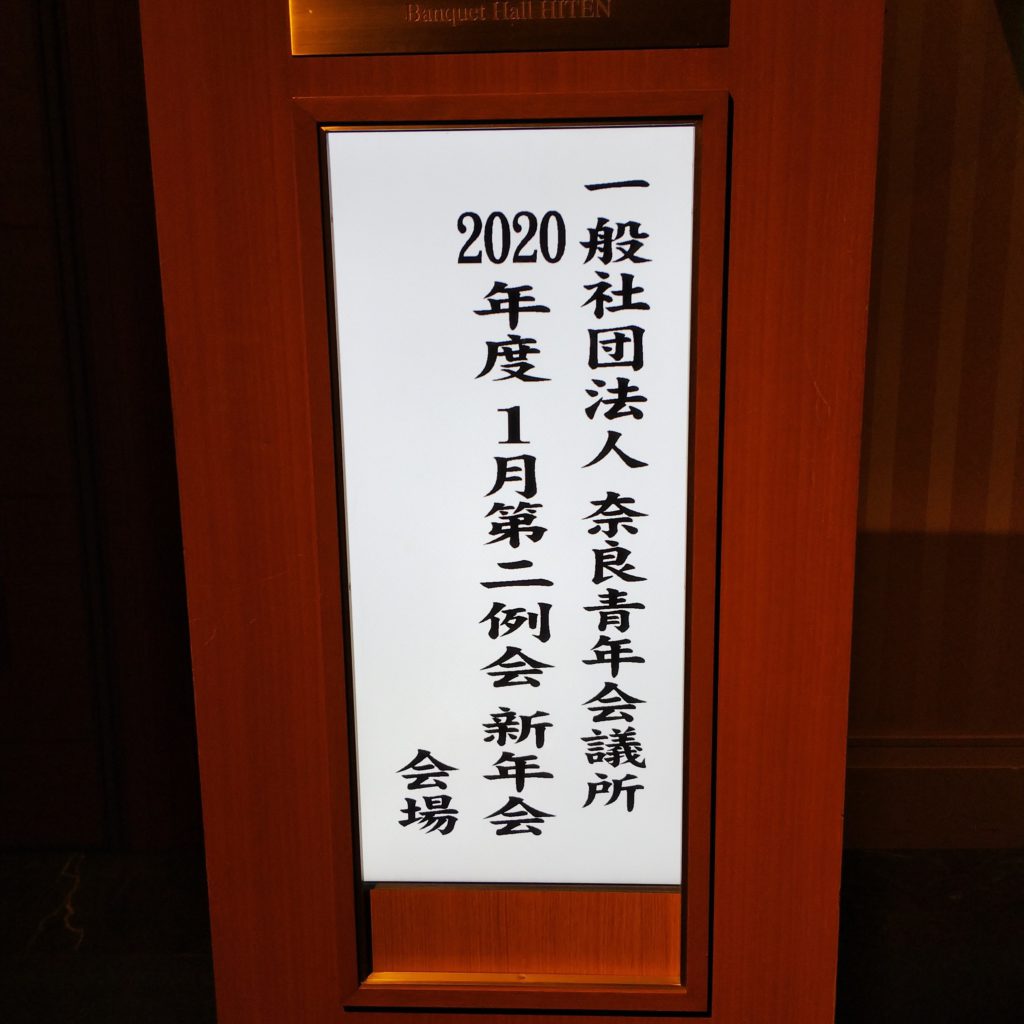 Banquet Hall HITEN
一般社団法人 奈良青年会議所
2020年度 1月第二例会 新年会
会場